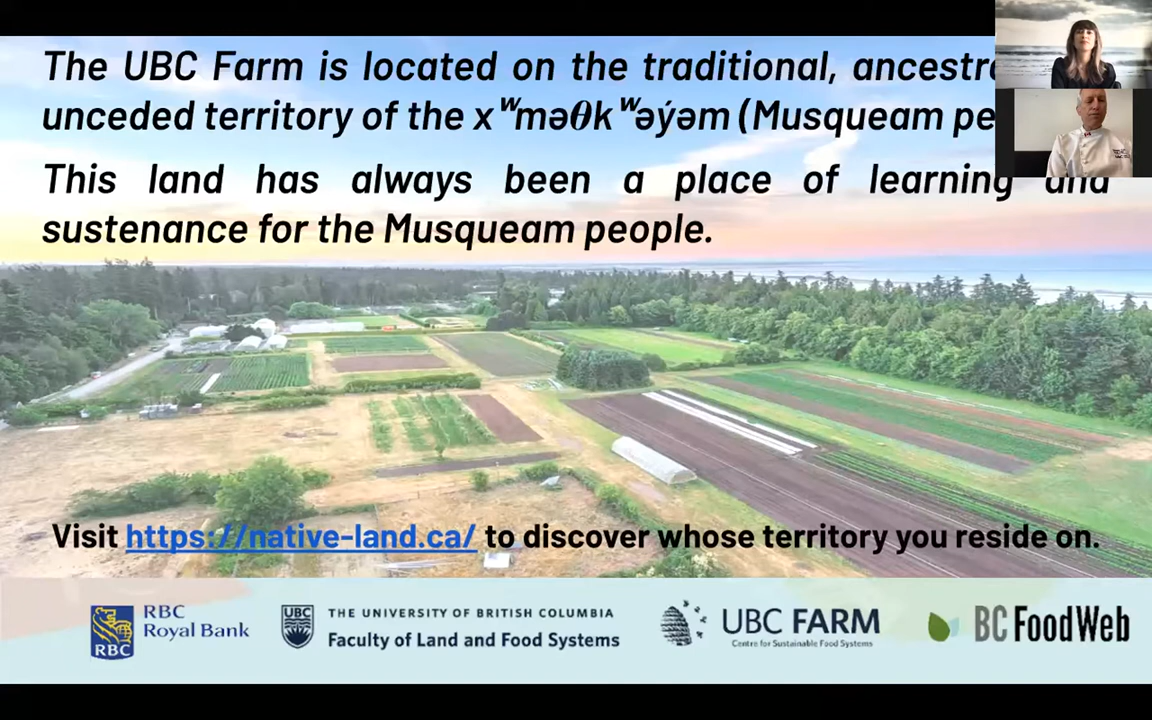 The UBC Farm is located on the traditional,
unceded territory of the xʷməθkʷəy̓əm (Musqueam
This land has always been a place of learning and
sustenance for the Musqueam people.
Visit https://native-land.ca/ to discover whose territory you reside on.
RBC
Royal Bank
RBC
UBC
THE UNIVERSITY OF BRITISH COLUMBIA
Faculty of Land and Food Systems
UBC FARM
Centre for Sustainable Food Systems
BC FoodWeb